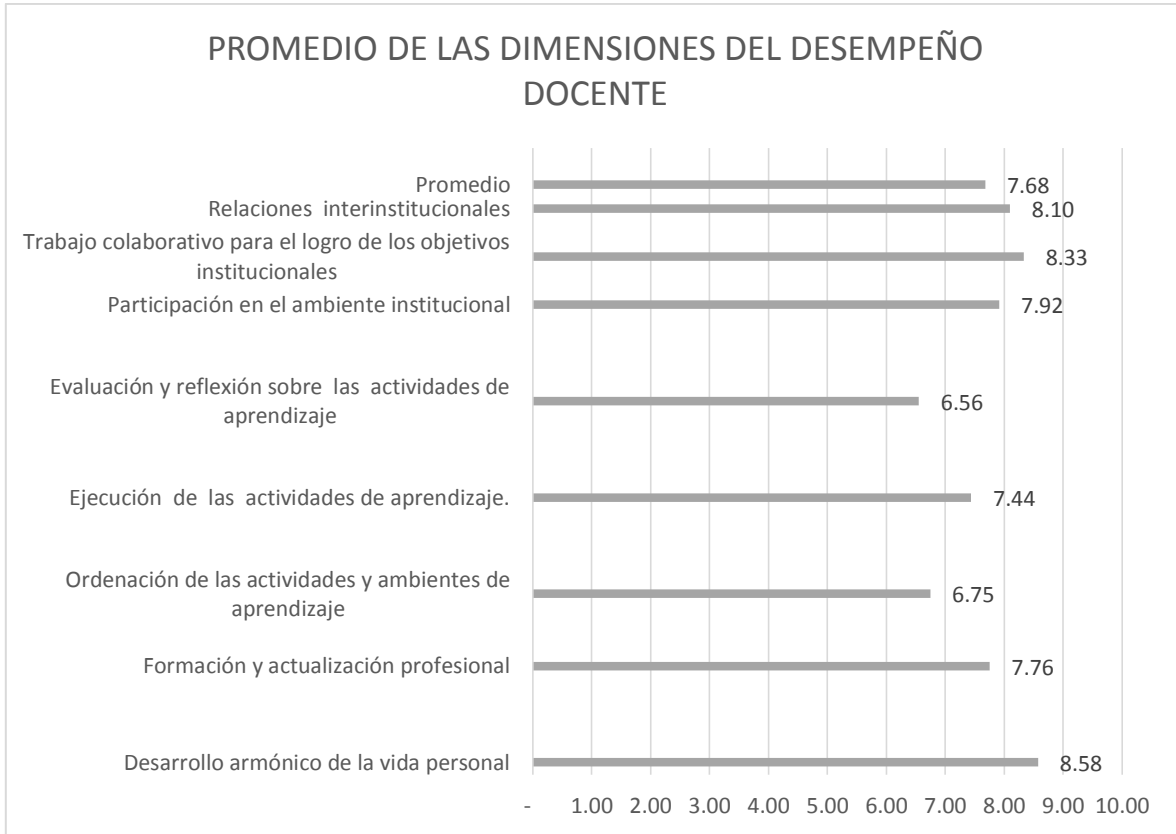 PROMEDIO DE LAS DIMENSIONES DEL DESEMPEÑO
DOCENTE
Promedio
7.68
Relaciones interinstitucionales
8.10
Trabajo colaborativo para el logro de los objetivos
institucionales
8.33
Participación en el ambiente institucional
7.92
Evaluación y reflexión sobre las actividades de
aprendizaje
6.56
Ejecución de las actividades de aprendizaje.
7.44
Ordenación de las actividades y ambientes de
aprendizaje
6.75
Formación y actualización profesional
7.76
Desarrollo armónico de la vida personal
8.58
- 1.00 2.00 3.00 4.00 5.00 6.00 7.00 8.00 9.00 10.00